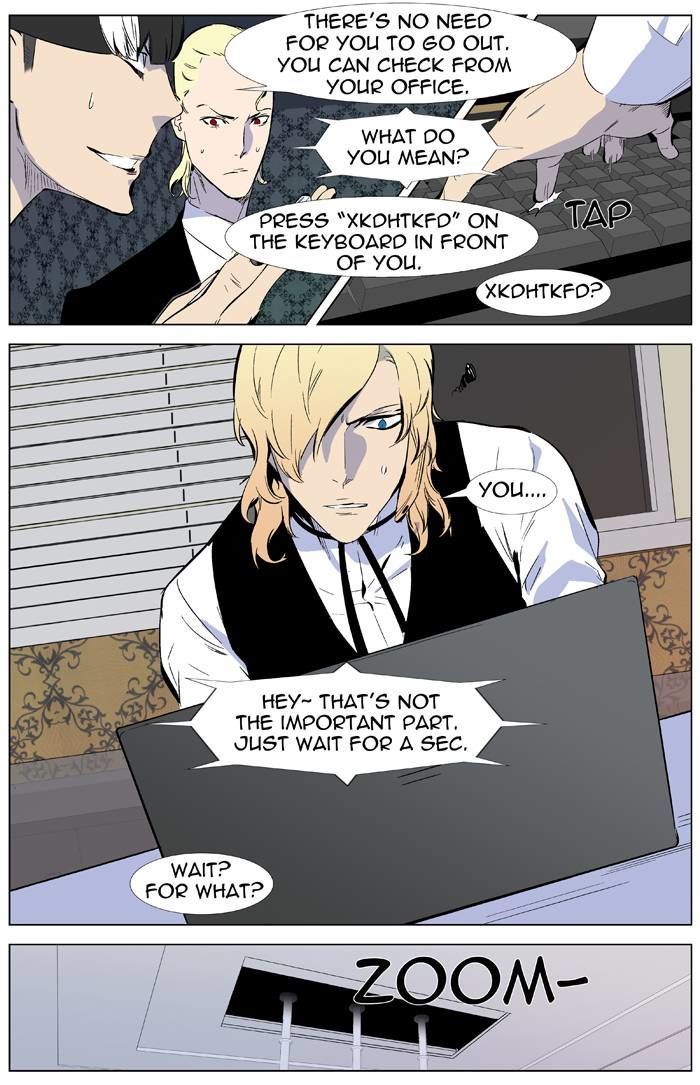 THERE'S NO NEED
FOR YOU TO GO OUT.
YOU CAN CHECK FROM
YOUR OFFICE.
WHAT DO
YOU MEAN?
PRESS "XKDHTKFD" ON
THE KEYBOARD IN FRONT
OF YOU.
TAP
XKDHTKFD?
YOU....
HEY~ THAT'S NOT
THE IMPORTANT PART.
JUST WAIT FOR A SEC.
WAIT?
FOR WHAT?
ZOOM-